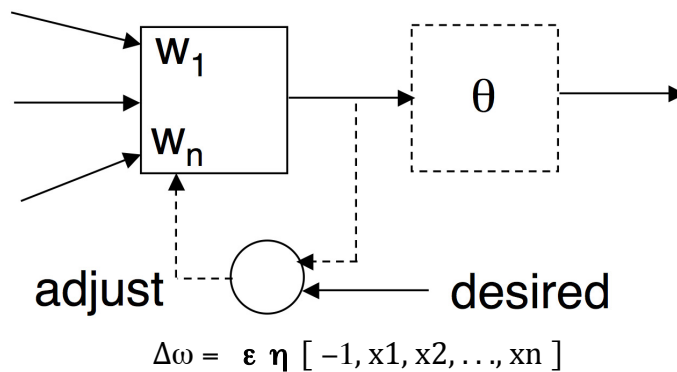 w1
θ
wn
adjust
desired
Δω = ε η [ −1, x1, x2, . . ., xn ]